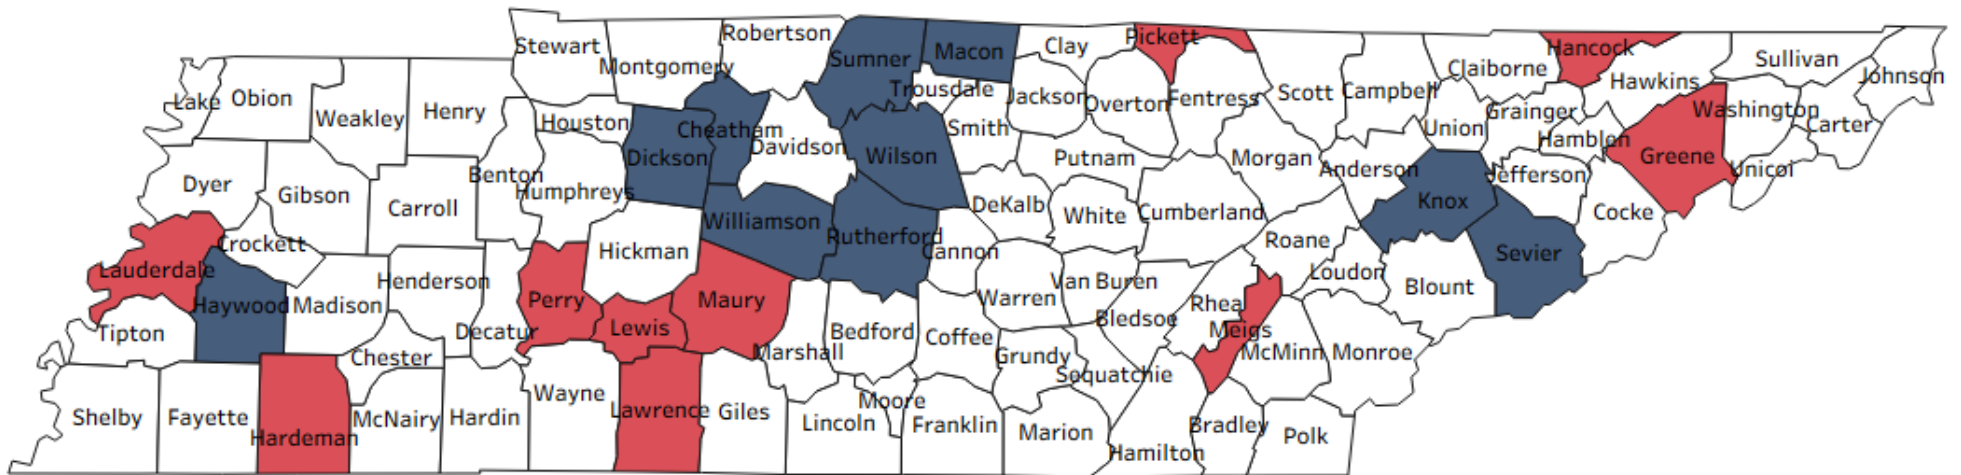 Stewart
Robertson
Montgomery
Sumner
Macon
Clay
Pickett
Hancock
Claiborne
Hawkins
Sullivan
Johnson
Lake
Obion
Weakley
Henry
Houston
Trousdale
Jackson
Overton
Fentress
Scott
Campbell
Grainger
Washington
Carter
Union
Hamblen
Cheatham
Dickson
Davidson
Wilson
Smith
Putnam
Morgan
Anderson
Jefferson
Greene
Unicoi
Dyer
Gibson
Carroll
Benton
Humphreys
Williamson
Rutherford
DeKalb
White
Cumberland
Knox
Cocke
Crockett
Hickman
Cannon
Roane
Sevier
Lauderdale
Haywood
Madison
Henderson
Perry
Maury
Warren
Van Buren
Loudon
Blount
Tipton
Decatur
Lewis
Bedford
Coffee
Bledsoe
Rhea
Meigs
Chester
Marshall
Grundy
Sequatchie
McMinn
Monroe
Shelby
Fayette
Hardeman
McNairy
Hardin
Wayne
Lawrence
Giles
Lincoln
Moore
Franklin
Marion
Hamilton
Bradley
Polk